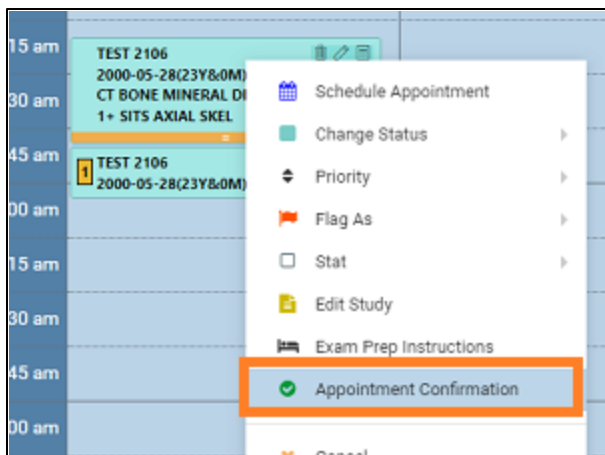 15 am
TEST 2106
2000-05-28(23Y&0M)
CT BONE MINERAL DI
1+ SITS AXIAL SKEL
30 am
45 am
1
TEST 2106
2000-05-28(23Y&0M)
00 am
15 am
30 am
45 am
00 am
Schedule Appointment
Change Status
Priority
Flag As
Stat
Edit Study
Exam Prep Instructions
Appointment Confirmation
Cancel